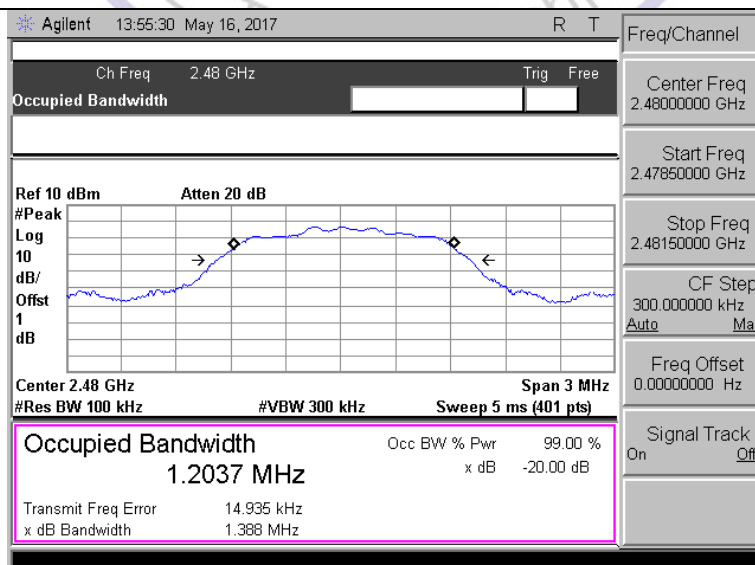 Agilent 13:55:30 May 16, 2017 R T
Freq/Channel
Ch Freq 2.48 GHz Trig Free
Occupied Bandwidth
Center Freq
2.48000000 GHz
Start Freq
2.47850000 GHz
Stop Freq
2.48150000 GHz
CF Step
300.000000 kHz
Auto Ma
Freq Offset
0.00000000 Hz
Signal Track
On Off
Ref 10 dBm Atten 20 dB
#Peak
Log
10
dB/
Offst
1
dB
Center 2.48 GHz Span 3 MHz
#Res BW 100 kHz #VBW 300 kHz Sweep 5 ms (401 pts)
Occupied Bandwidth Occ BW % Pwr 99.00 %
1.2037 MHz x dB -20.00 dB
Transmit Freq Error 14.935 kHz
x dB Bandwidth 1.388 MHz